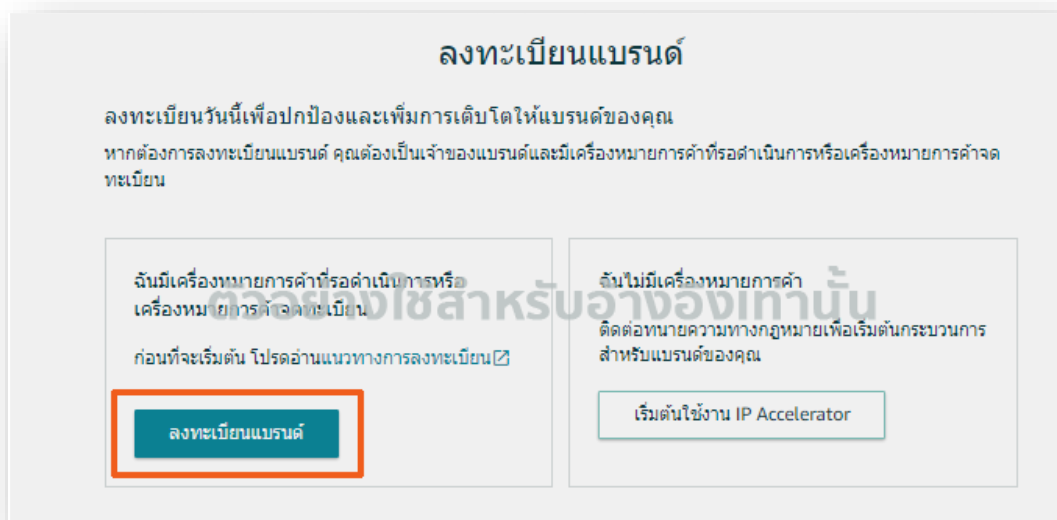 ลงทะเบียนแบรนด์
ลงทะเบียนวันนี้เพื่อปกป้องและเพิ่มการเติบโตให้แบรนด์ของคุณ
หากต้องการลงทะเบียนแบรนด์ คุณต้องเป็นเจ้าของแบรนด์และมีเครื่องหมายการค้าที่รอดำเนินการหรือเครื่องหมายการค้าจด
ทะเบียน
ฉันมีเครื่องหมายการค้าที่รอดำเนินการหรือ
เครื่องหมายการค้าจดทะเบียน
ก่อนที่จะเริ่มต้น โปรดอ่านแนวทางการลงทะเบียน
ลงทะเบียนแบรนด์
ฉันไม่มีเครื่องหมายการค้า
ติดต่อทนายความทางกฎหมายเพื่อเริ่มต้นกระบวนการ
สำหรับแบรนด์ของคุณ
เริ่มต้นใช้งาน IP Accelerator
ตัวอย่างใช้สำหรับอ้างอิงเท่านั้น